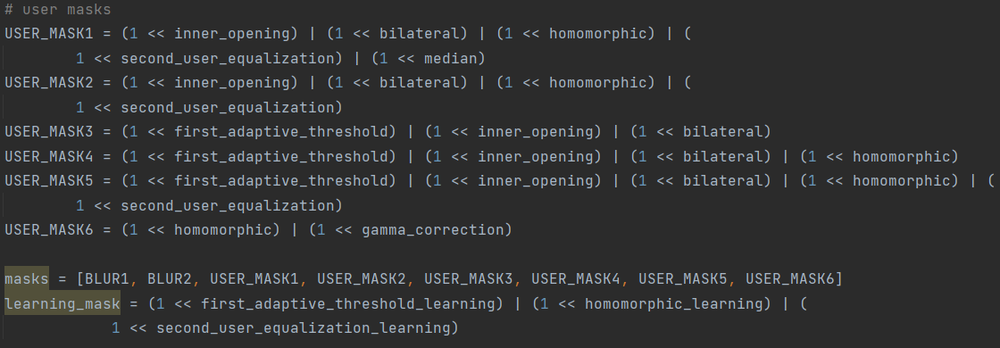 # user masks
USER_MASK1 = (1 << inner_opening) | (1 << bilateral) | (1 << homomorphic) | (
        1 << second_user_equalization) | (1 << median)
USER_MASK2 = (1 << inner_opening) | (1 << bilateral) | (1 << homomorphic) | (
        1 << second_user_equalization)
USER_MASK3 = (1 << first_adaptive_threshold) | (1 << inner_opening) | (1 << bilateral)
USER_MASK4 = (1 << first_adaptive_threshold) | (1 << inner_opening) | (1 << bilateral) | (1 << homomorphic)
USER_MASK5 = (1 << first_adaptive_threshold) | (1 << inner_opening) | (1 << bilateral) | (1 << homomorphic) | (
        1 << second_user_equalization)
USER_MASK6 = (1 << homomorphic) | (1 << gamma_correction)

masks = [BLUR1, BLUR2, USER_MASK1, USER_MASK2, USER_MASK3, USER_MASK4, USER_MASK5, USER_MASK6]
learning_mask = (1 << first_adaptive_threshold_learning) | (1 << homomorphic_learning) | (
            1 << second_user_equalization_learning)